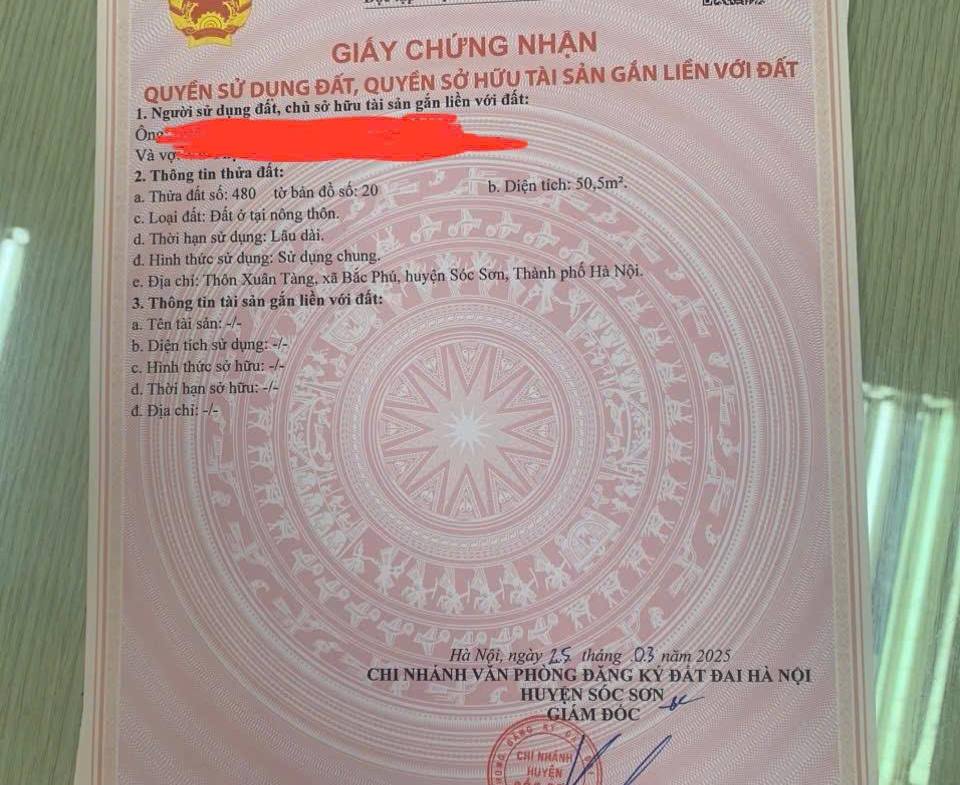 GIẤY CHỨNG NHẬN
QUYỀN SỬ DỤNG ĐẤT, QUYỀN SỞ HỮU TÀI SẢN GẮN LIỀN VỚI ĐẤT
1. Người sử dụng đất, chủ sở hữu tài sản gắn liền với đất:
Ông
Và vợ:
2. Thông tin thửa đất:
a. Thửa đất số: 480 tờ bản đồ số: 20 b. Diện tích: 50,5m².
c. Loại đất: Đất ở tại nông thôn.
d. Thời hạn sử dụng: Lâu dài.
đ. Hình thức sử dụng: Sử dụng chung.
e. Địa chỉ: Thôn Xuân Tàng, xã Bắc Phú, huyện Sóc Sơn, Thành phố Hà Nội.
3. Thông tin tài sản gắn liền với đất:
a. Tên tài sản: -/-
b. Diện tích sử dụng: -/-
c. Hình thức sở hữu: -/-
d. Thời hạn sở hữu: -/-
đ. Địa chỉ: -/-
Hà Nội, ngày 25 tháng 03 năm 2025
CHI NHÁNH VĂN PHÒNG ĐĂNG KÝ ĐẤT ĐAI HÀ NỘI
HUYỆN SÓC SƠN
GIÁM ĐỐC
CHI NHÁNH
HUYỆN